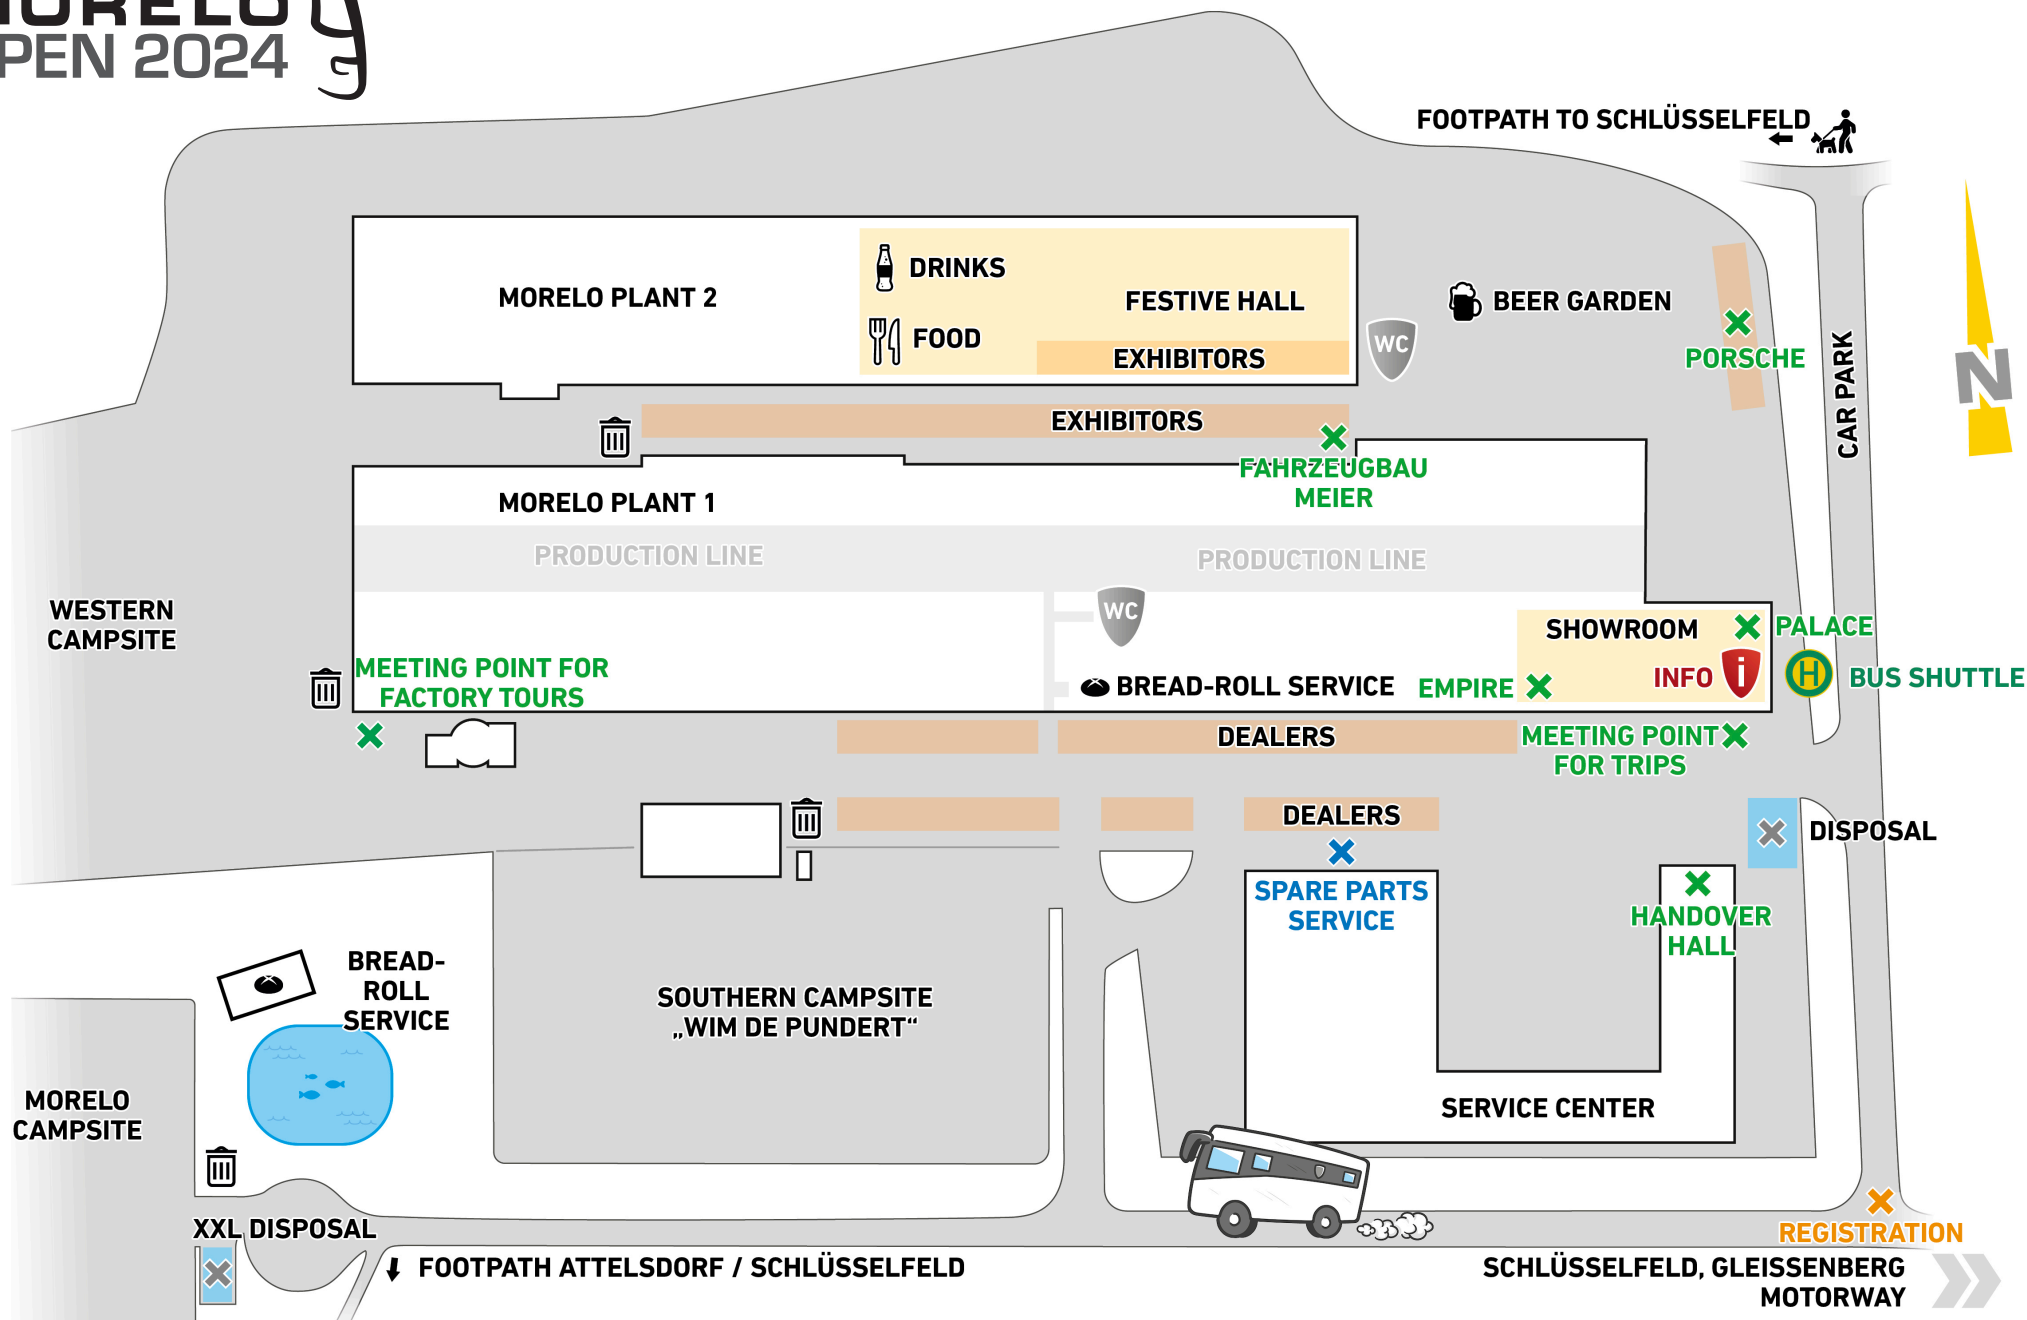 MORELO
PEN 2024
FOOTPATH TO SCHLÜSSELFELD
DRINKS
MORELO PLANT 2
FESTIVE HALL
FOOD
EXHIBITORS
WC
BEER GARDEN
PORSCHE
CAR PARK
N
EXHIBITORS
FAHRZEUGBAU
MEIER
MORELO PLANT 1
PRODUCTION LINE
PRODUCTION LINE
WESTERN
CAMPSITE
WC
SHOWROOM
PALACE
MEETING POINT FOR
FACTORY TOURS
BREAD-ROLL SERVICE
EMPIRE
INFO
i
H
BUS SHUTTLE
DEALERS
MEETING POINT
FOR TRIPS
DEALERS
DISPOSAL
SPARE PARTS
SERVICE
HANDOVER
HALL
BREAD-
ROLL
SERVICE
SOUTHERN CAMPSITE
„WIM DE PUNDERT“
MORELO
CAMPSITE
SERVICE CENTER
XXL DISPOSAL
REGISTRATION
FOOTPATH ATTELSDORF / SCHLÜSSELFELD
SCHLÜSSELFELD, GLEISSENBERG
MOTORWAY